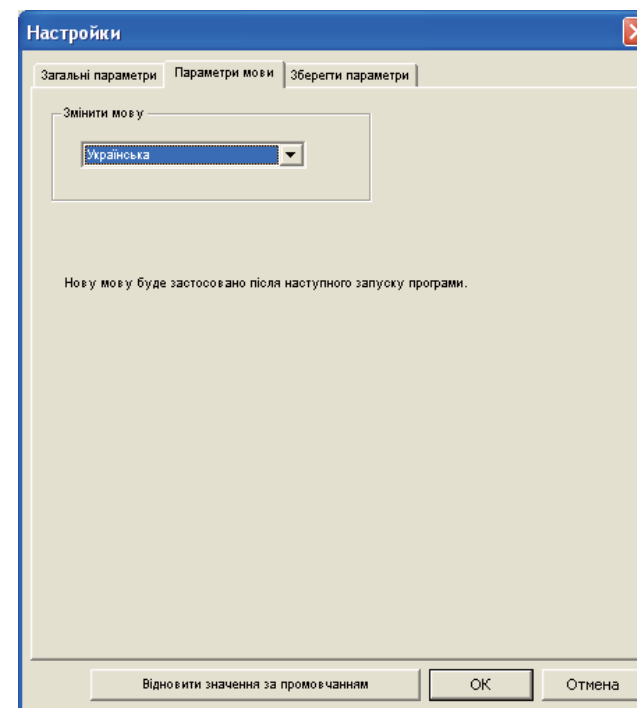 Настройки
Загальні параметри Параметри мови Зберегти параметри
Змінити мову
Українська
Нову мову буде застосовано після наступного запуску програми.
Відновити значення за промовчанням ОК Отмена